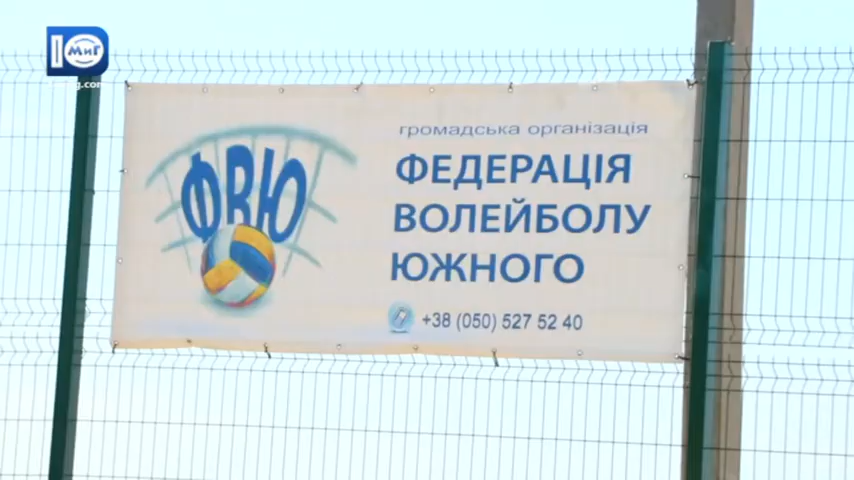 Ю МиГ
громадська організація
ФВЮ
ФЕДЕРАЦІЯ
ВОЛЕЙБОЛУ
ЮЖНОГО
+38 (050) 527 52 40